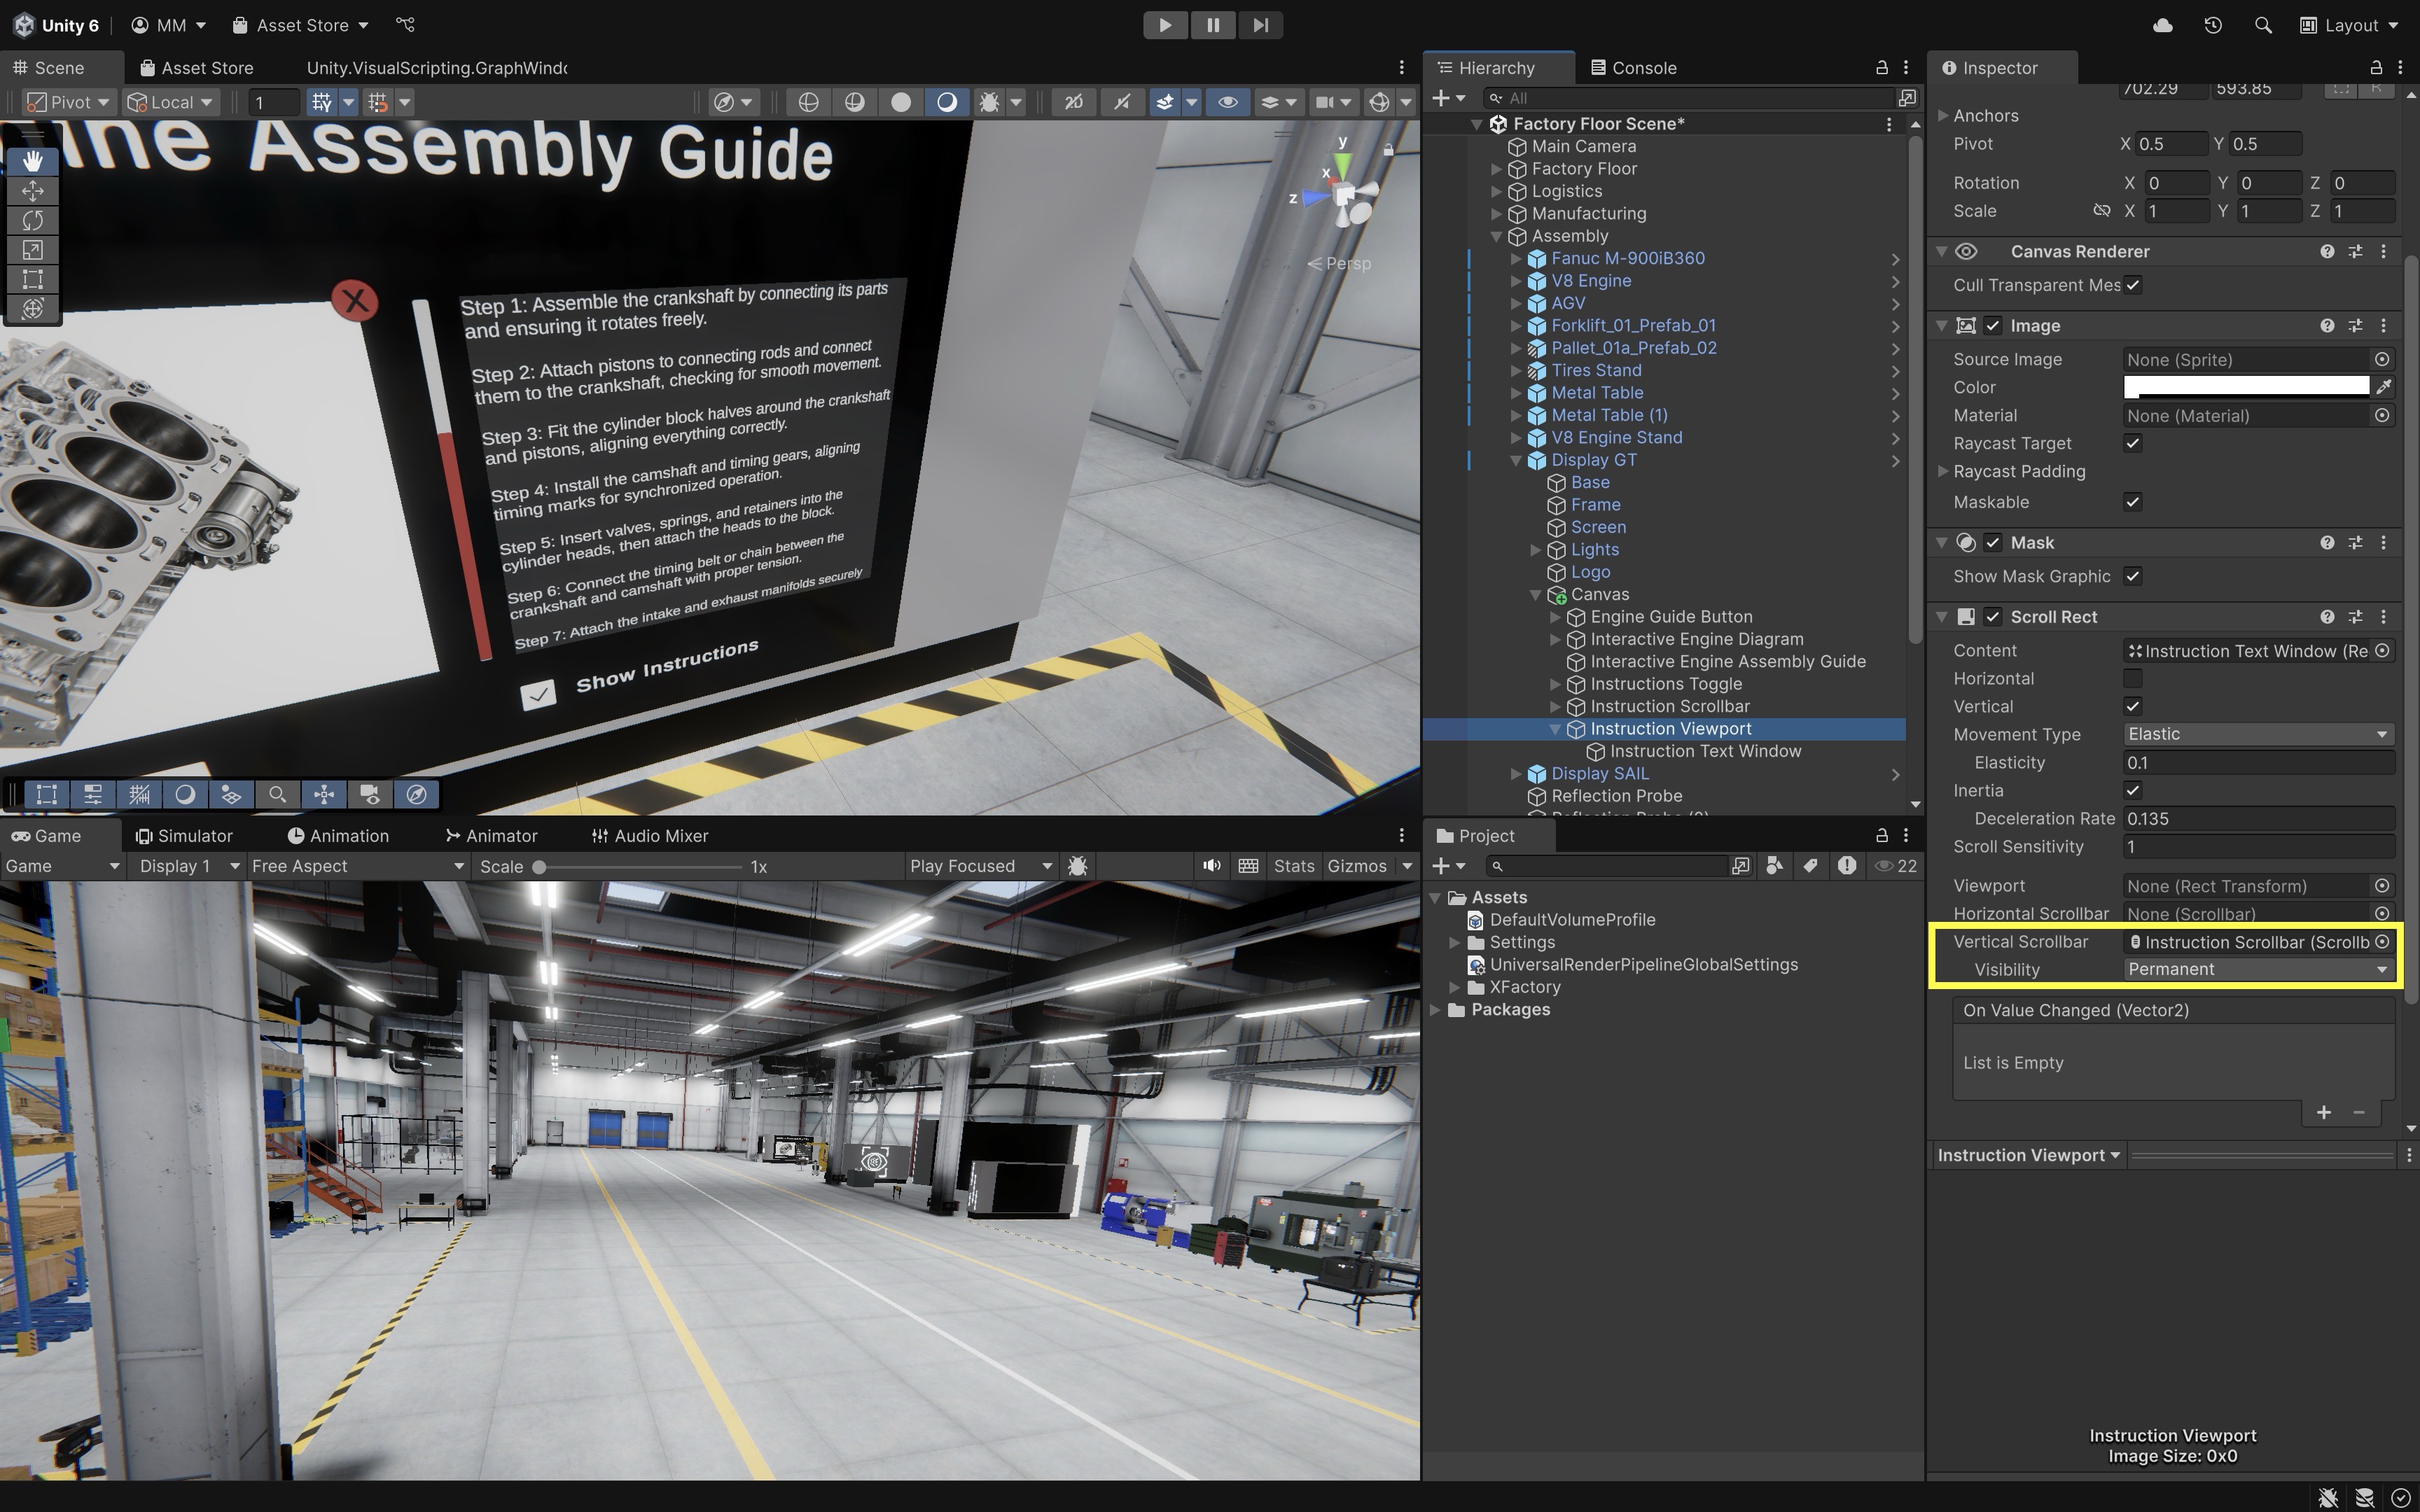 Unity 6
MM
Asset Store
Layout
Scene
Asset Store
Unity.VisualScripting.GraphWindo
Pivot
Local
1
2D
ine Assembly Guide
y
x
z
Persp
X
Step 1: Assemble the crankshaft by connecting its parts
and ensuring it rotates freely.
Step 2: Attach pistons to connecting rods and connect
them to the crankshaft, checking for smooth movement.
Step 3: Fit the cylinder block halves around the crankshaft
and pistons, aligning everything correctly.
Step 4: Install the camshaft and timing gears, aligning
timing marks for synchronized operation.
Step 5: Insert valves, springs, and retainers into the
cylinder heads, then attach the heads to the block.
Step 6: Connect the timing belt or chain between the
crankshaft and camshaft with proper tension.
Step 7: Attach the intake and exhaust manifolds securely
Show Instructions
Game
Simulator
Animation
Animator
Audio Mixer
Game
Display 1
Free Aspect
Scale
1x
Play Focused
Stats
Gizmos
Hierarchy
Console
All
Factory Floor Scene*
Main Camera
Factory Floor
Logistics
Manufacturing
Assembly
Fanuc M-900iB360
V8 Engine
AGV
Forklift_01_Prefab_01
Pallet_01a_Prefab_02
Tires Stand
Metal Table
Metal Table (1)
V8 Engine Stand
Display GT
Base
Frame
Screen
Lights
Logo
Canvas
Engine Guide Button
Interactive Engine Diagram
Interactive Engine Assembly Guide
Instructions Toggle
Instruction Scrollbar
Instruction Viewport
Instruction Text Window
Display SAIL
Reflection Probe
Project
22
Assets
DefaultVolumeProfile
Settings
UniversalRenderPipelineGlobalSettings
XFactory
Packages
Inspector
702.29 593.85
R
Anchors
Pivot X 0.5 Y 0.5
Rotation X 0 Y 0 Z 0
Scale X 1 Y 1 Z 1
Canvas Renderer
Cull Transparent Mes
Image
Source Image None (Sprite)
Color
Material None (Material)
Raycast Target
Raycast Padding
Maskable
Mask
Show Mask Graphic
Scroll Rect
Content Instruction Text Window (Re
Horizontal
Vertical
Movement Type Elastic
Elasticity 0.1
Inertia
Deceleration Rate 0.135
Scroll Sensitivity 1
Viewport None (Rect Transform)
Horizontal Scrollbar None (Scrollbar)
Vertical Scrollbar Instruction Scrollbar (Scrollb
Visibility Permanent
On Value Changed (Vector2)
List is Empty
Instruction Viewport
Instruction Viewport
Image Size: 0x0